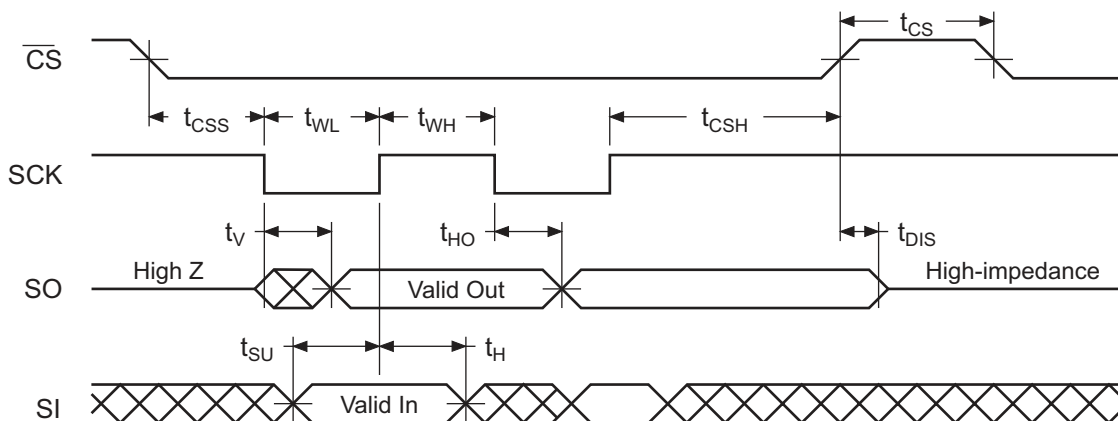 t_CS
C̅S̅
t_CSS t_WL t_WH t_CSH
SCK
t_V t_HO t_DIS
High Z High-impedance
SO Valid Out
t_SU t_H
SI Valid In